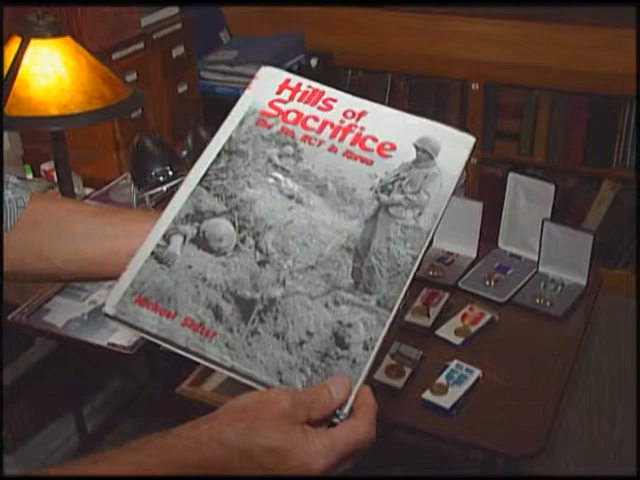 Hills of
Sacrifice
The 5th RCT in Korea
Michael Slater